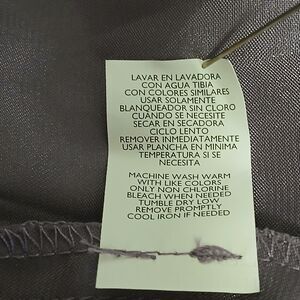 LAVAR EN LAVADORA
CON AGUA TIBIA
CON COLORES SIMILARES
USAR SOLAMENTE
BLANQUEADOR SIN CLORO
CUANDO SE NECESITE
SECAR EN SECADORA
CICLO LENTO
REMOVER INMEDIATAMENTE
USAR PLANCHA EN MINIMA
TEMPERATURA SI SE
NECESITA
MACHINE WASH WARM
WITH LIKE COLORS
ONLY NON CHLORINE
BLEACH WHEN NEEDED
TUMBLE DRY LOW
REMOVE PROMPTLY
COOL IRON IF NEEDED